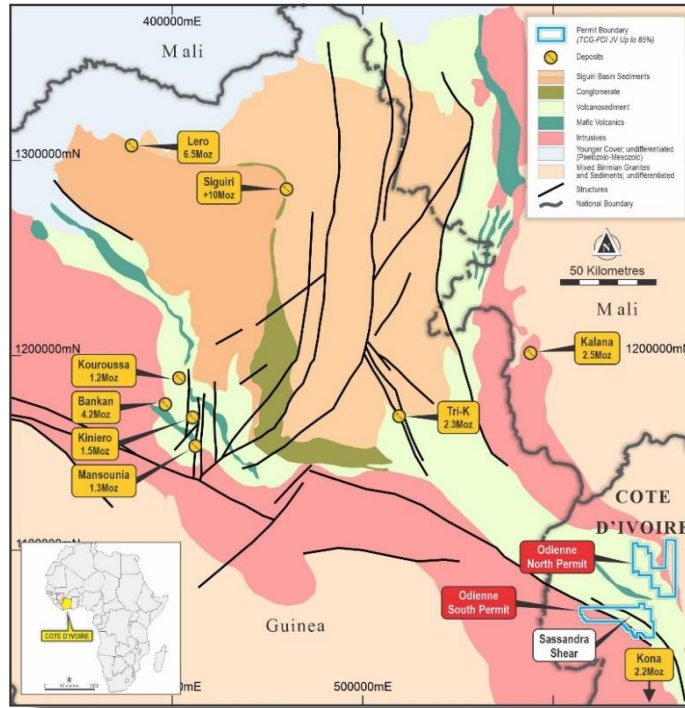 400000mE
Mali
1300000mN
Lero
6.5Moz
Siguiri
+10Moz
Permit Boundary
(TCG-PDI JV Up to 85%)
Deposits
Siguin Basin Sediments
Conglomerate
Volcanosediment
Mafic Volcanics
Intrusives
Younger Cover; undifferentiated
(Paelozoic-Mesozoic)
Mixed Birimian Granites
and Sediments; undifferentiated
Structures
National Boundary
N
50 Kilometres
Mali
1200000mN
Kalana
2.5Moz
1200000mN
Kouroussa
1.2Moz
Bankan
4.2Moz
Kiniero
1.5Moz
Mansounia
1.3Moz
Tri-K
2.3Moz
COTE
D'IVOIRE
Odienne
North Permit
Odienne
South Permit
Sassandra
Shear
Kona
2.2Moz
Guinea
COTE D'IVOIRE
500000mE